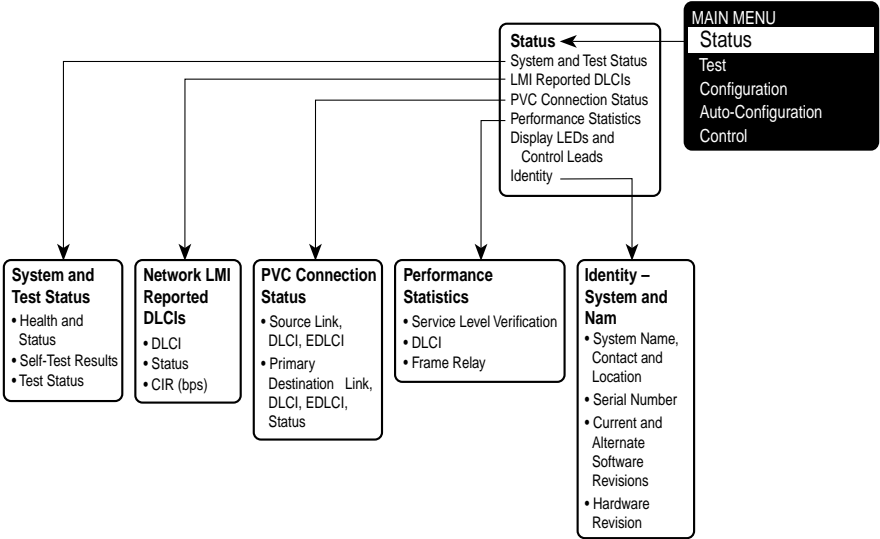 MAIN MENU
Status
Test
Configuration
Auto-Configuration
Control
Status
System and Test Status
LMI Reported DLCIs
PVC Connection Status
Performance Statistics
Display LEDs and
Control Leads
Identity
System and
Test Status
• Health and
Status
• Self-Test Results
• Test Status
Network LMI
Reported
DLCIs
• DLCI
• Status
• CIR (bps)
PVC Connection
Status
• Source Link,
DLCI, EDLCI
• Primary
Destination Link,
DLCI, EDLCI,
Status
Performance
Statistics
• Service Level Verification
• DLCI
• Frame Relay
Identity –
System and
Nam
• System Name,
Contact and
Location
• Serial Number
• Current and
Alternate
Software
Revisions
• Hardware
Revision